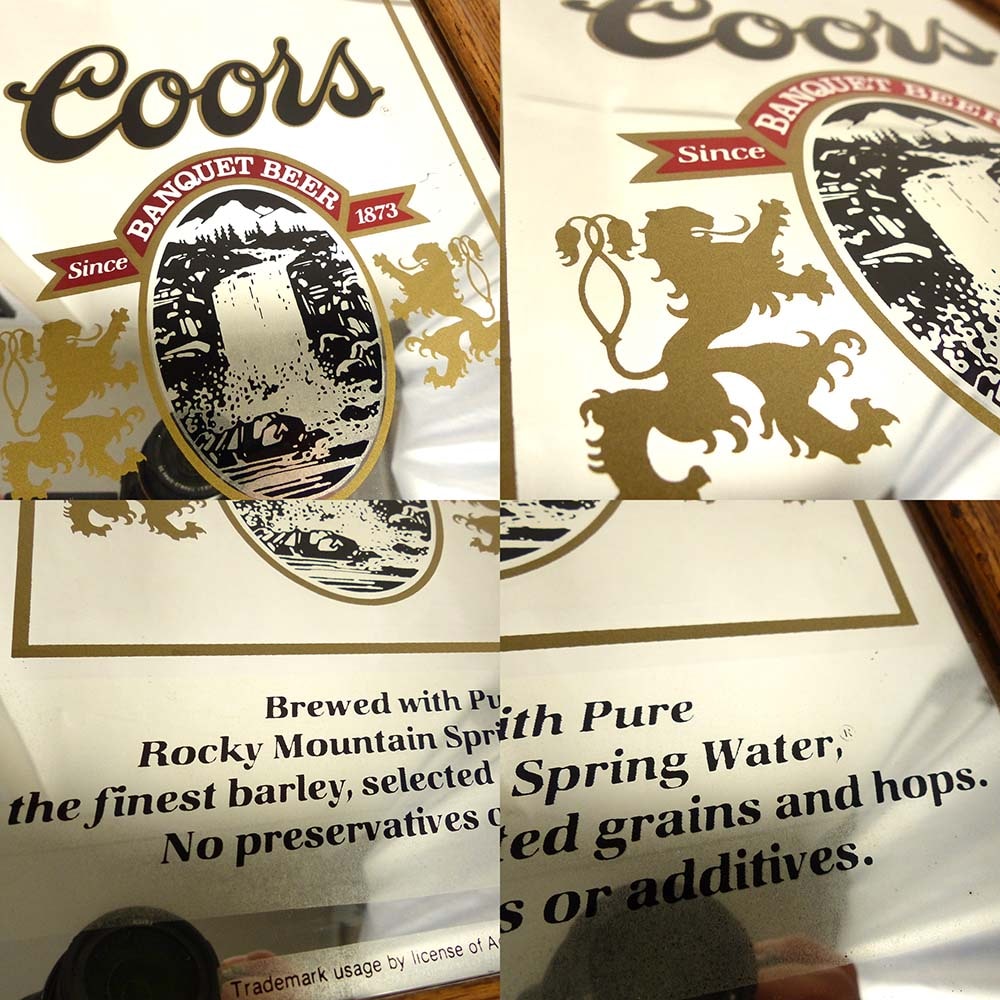 Coors
BANQUET BEER
Since
1873
Coors
BANQUET BEER
Since
Brewed with Pu
Rocky Mountain Spri
the finest barley, selected
No preservatives o
Trademark usage by license of A
ith Pure
Spring Water,®
ted grains and hops.
s or additives.